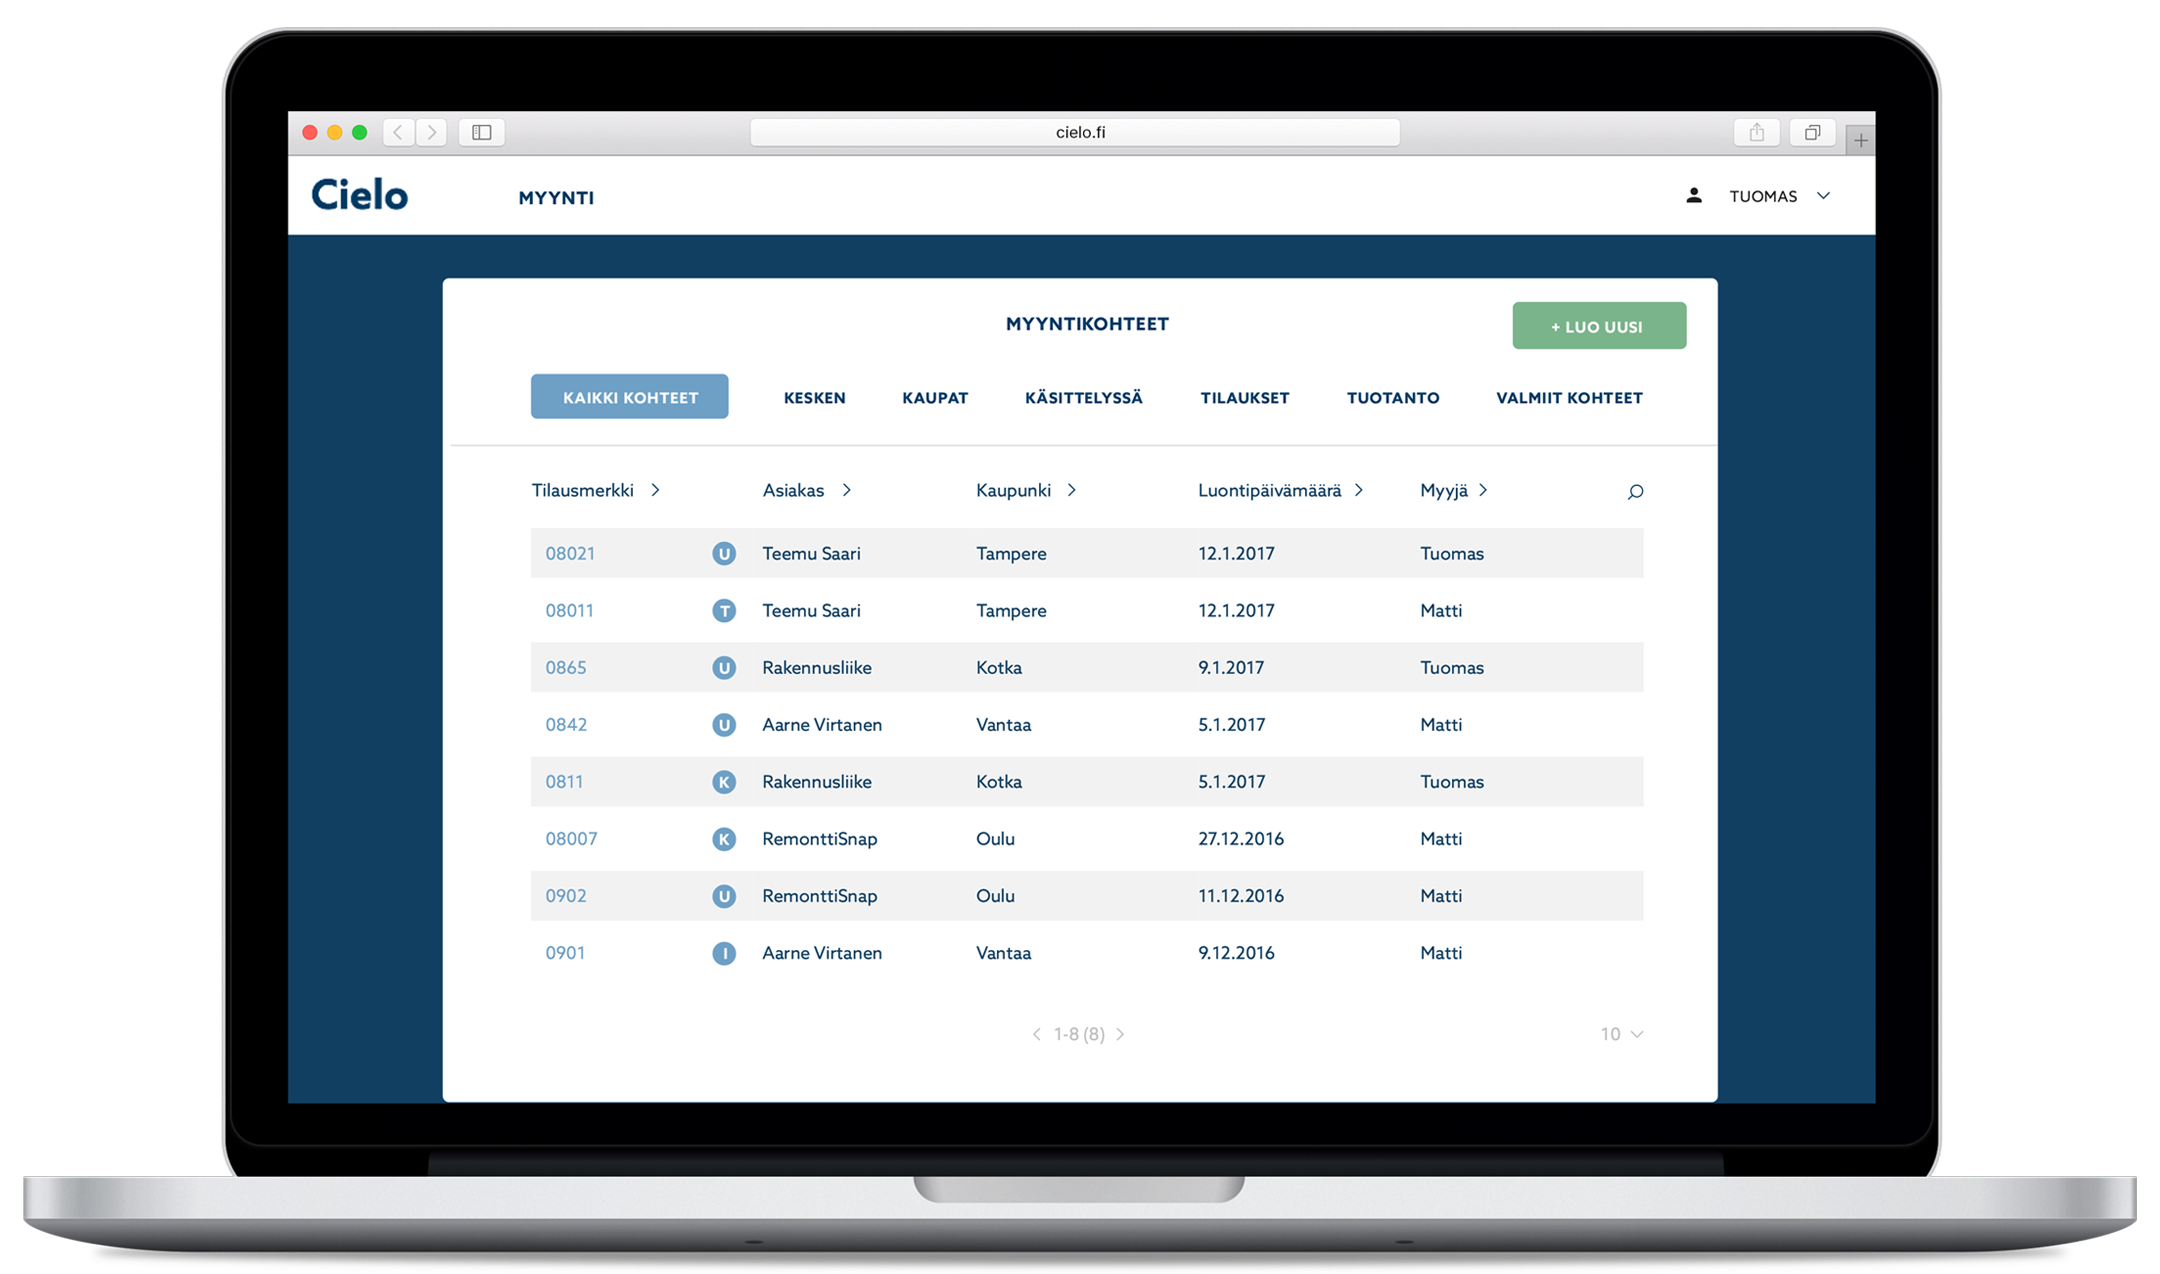 cielo.fi
Cielo MYYNTI TUOMAS
MYYNTIKOHTEET + LUO UUSI
KAIKKI KOHTEET KESKEN KAUPAT KÄSITTELYSSÄ TILAUKSET TUOTANTO VALMIIT KOHTEET
Tilausmerkki > Asiakas > Kaupunki > Luontipäivämäärä > Myyjä >
08021 U Teemu Saari Tampere 12.1.2017 Tuomas
08011 T Teemu Saari Tampere 12.1.2017 Matti
0865 U Rakennusliike Kotka 9.1.2017 Tuomas
0842 U Aarne Virtanen Vantaa 5.1.2017 Matti
0811 K Rakennusliike Kotka 5.1.2017 Tuomas
08007 K RemonttiSnap Oulu 27.12.2016 Matti
0902 U RemonttiSnap Oulu 11.12.2016 Matti
0901 I Aarne Virtanen Vantaa 9.12.2016 Matti
< 1-8 (8) > 10